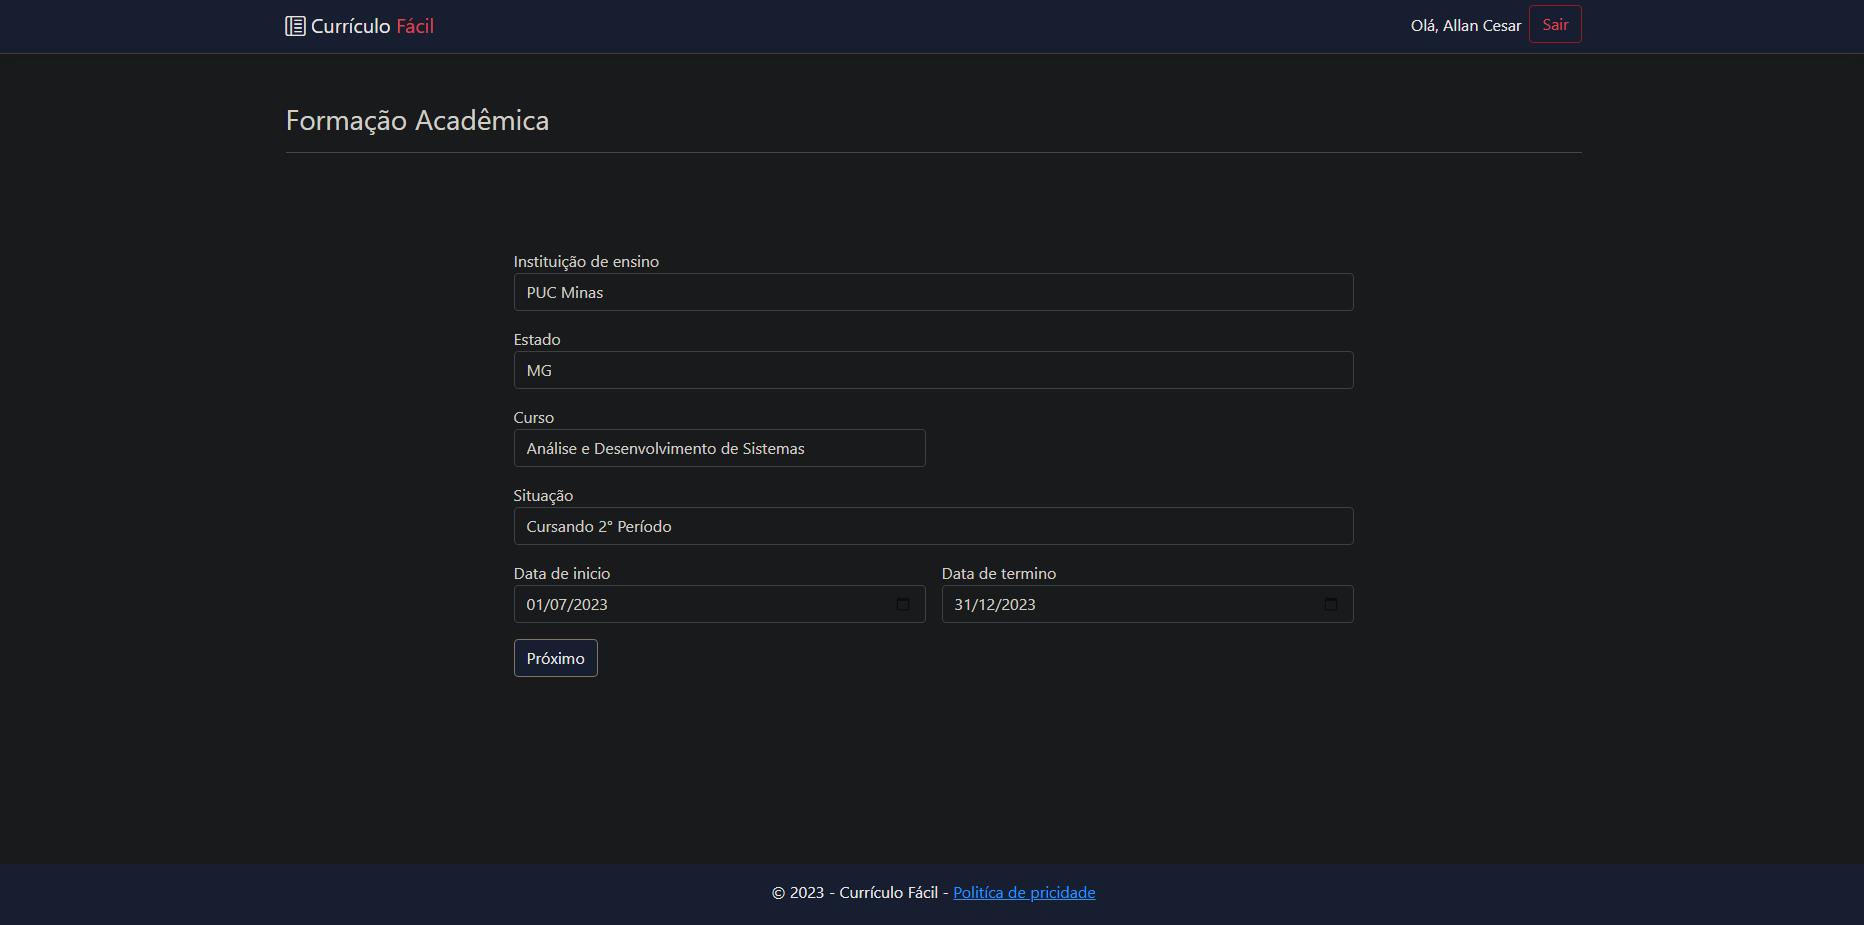 Currículo Fácil
Olá, Allan Cesar Sair
Formação Acadêmica
Instituição de ensino
PUC Minas
Estado
MG
Curso
Análise e Desenvolvimento de Sistemas
Situação
Cursando 2° Período
Data de inicio Data de termino
01/07/2023 31/12/2023
Próximo
© 2023 - Currículo Fácil - Politíca de pricidade